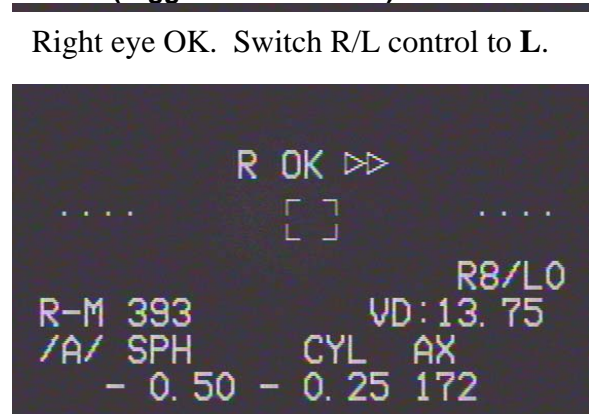 Right eye OK. Switch R/L control to L.
R OK ▷▷
. . . . . . . .
R8/L0
R-M 393 VD:13.75
/A/ SPH CYL AX
- 0.50 - 0.25 172